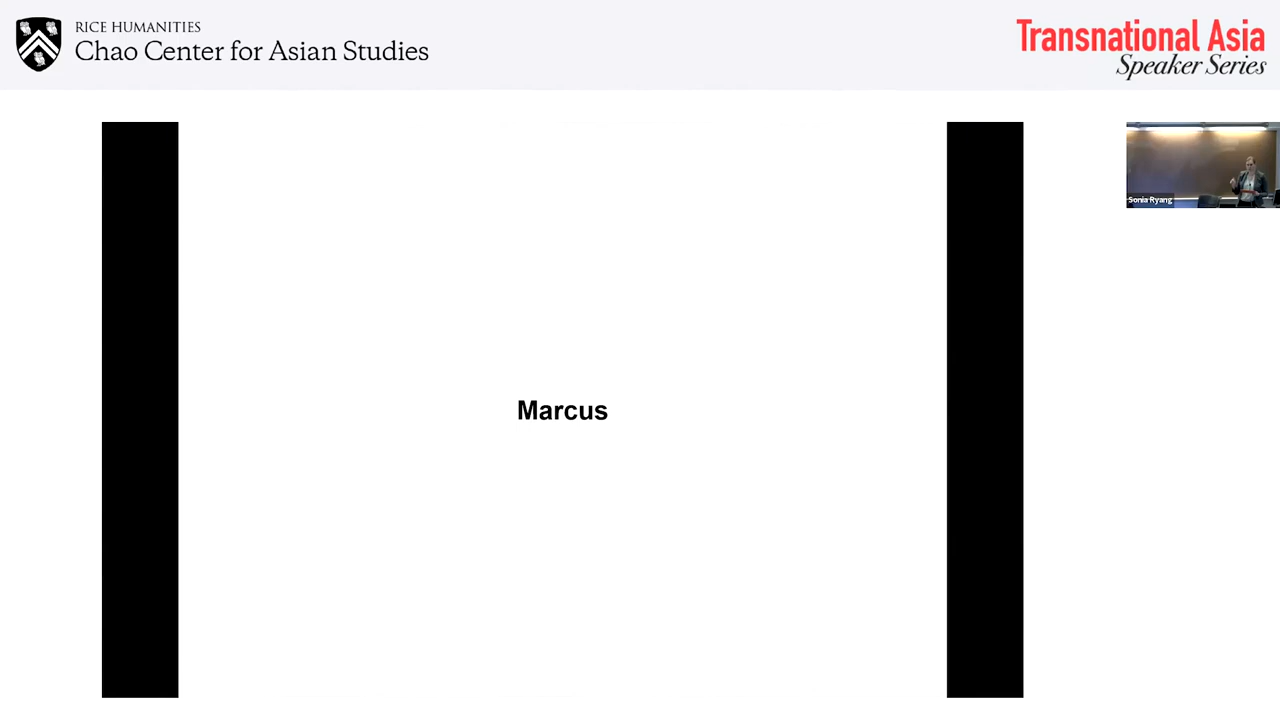 RICE HUMANITIES
Chao Center for Asian Studies
Transnational Asia
Speaker Series
Sonia Ryang
Marcus